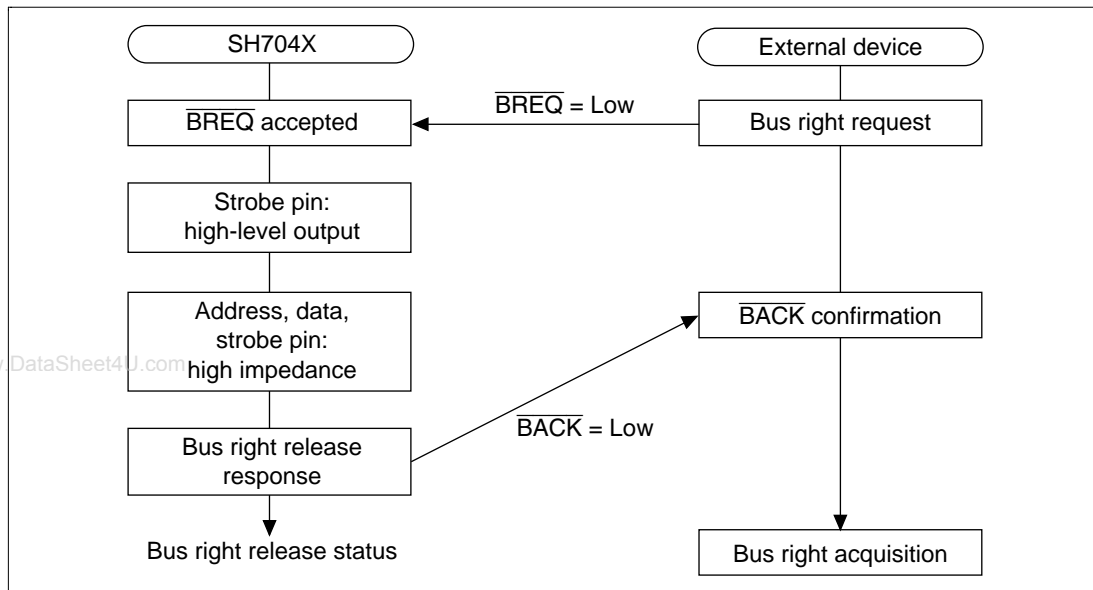 SH704X
External device
BREQ = Low
BREQ accepted
Bus right request
Strobe pin:
high-level output
Address, data,
strobe pin:
high impedance
BACK confirmation
w.DataSheet4U.com
BACK = Low
Bus right release
response
Bus right release status
Bus right acquisition